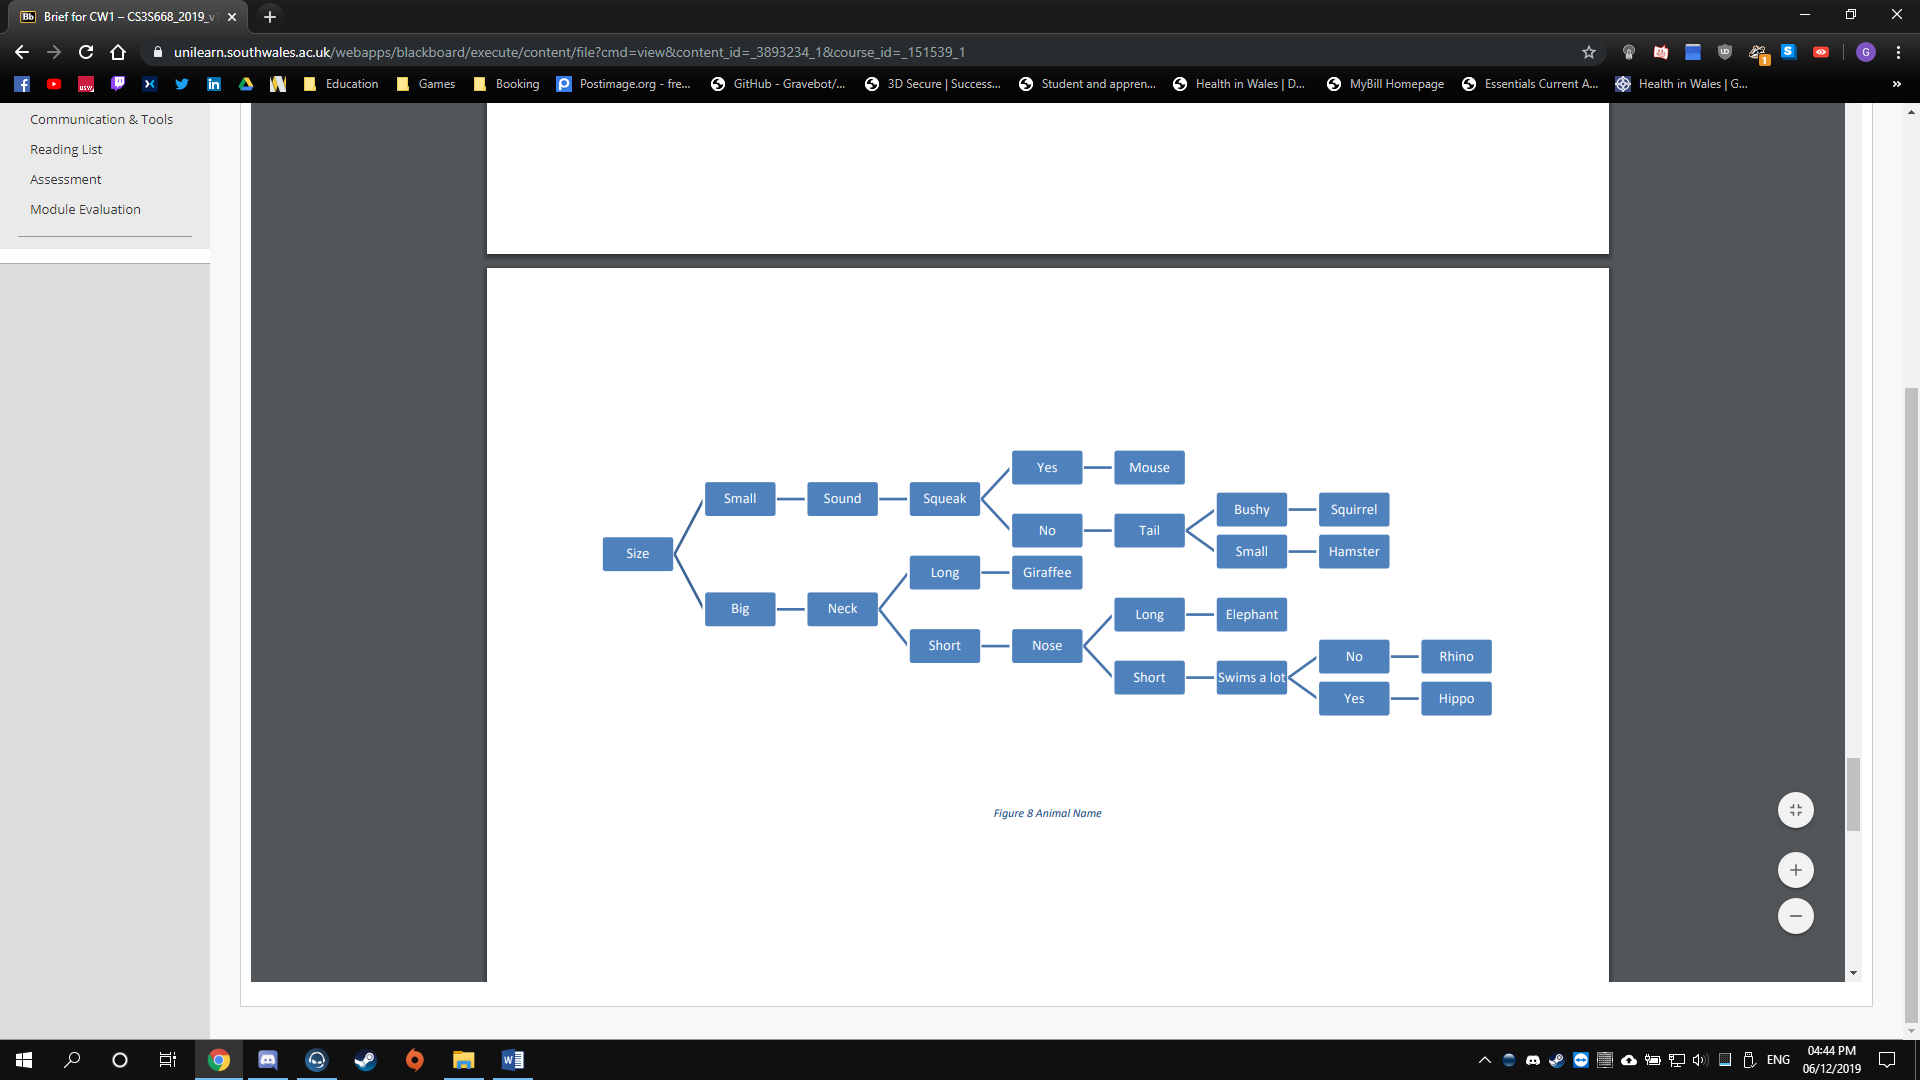 Brief for CW1 – CS3S668_2019_v
unilearn.southwales.ac.uk/webapps/blackboard/execute/content/file?cmd=view&content_id=_3893234_1&course_id=_151539_1
Education
Games
Booking
Postimage.org - fre...
GitHub - Gravebot/...
3D Secure | Success...
Student and appren...
Health in Wales | D...
MyBill Homepage
Essentials Current A...
Health in Wales | G...
»
Communication & Tools
Reading List
Assessment
Module Evaluation
Yes
Mouse
Small
Sound
Squeak
Bushy
Squirrel
No
Tail
Size
Small
Hamster
Long
Giraffee
Big
Neck
Long
Elephant
Short
Nose
No
Rhino
Short
Swims a lot
Yes
Hippo
Figure 8 Animal Name
ENG
04:44 PM
06/12/2019